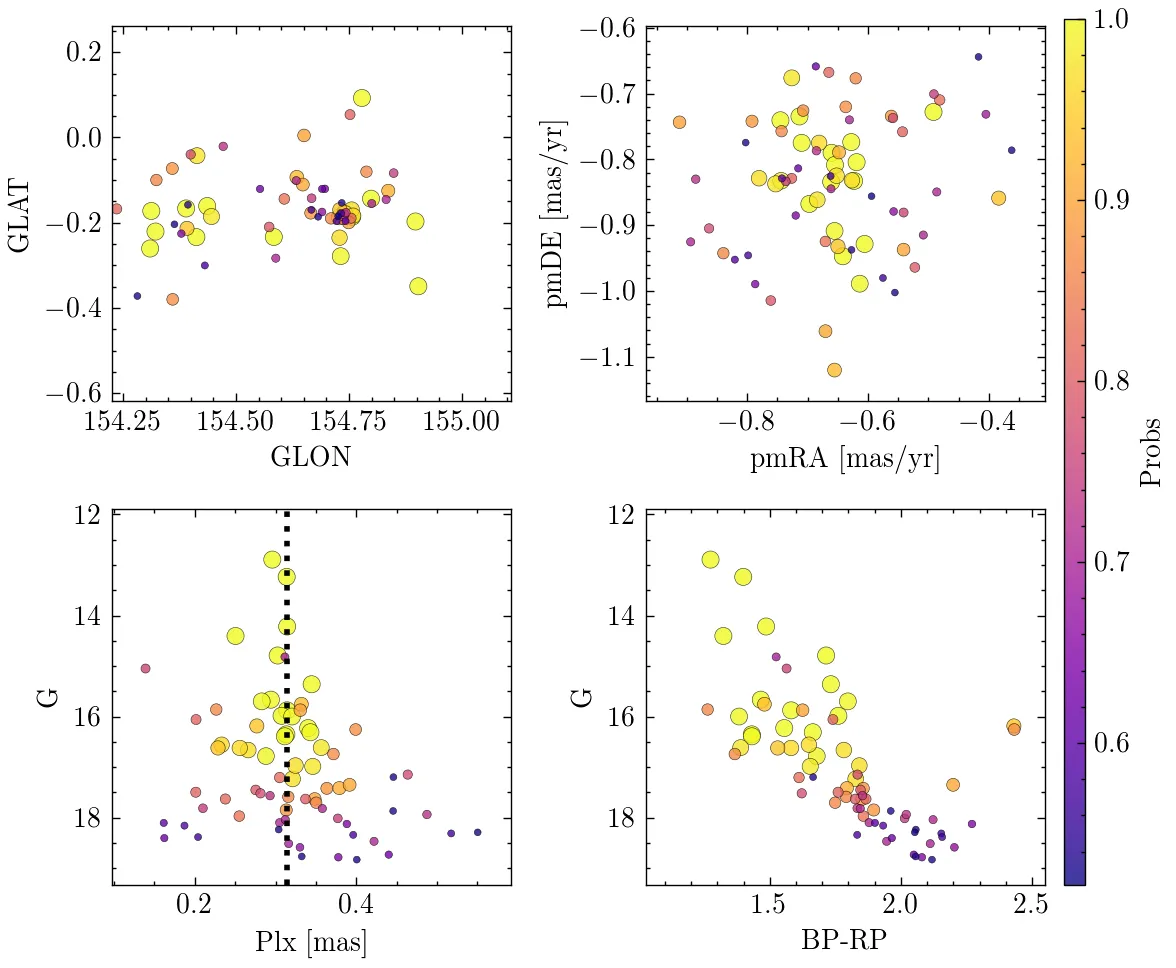 0.2
0.0
−0.2
−0.4
−0.6
GLAT
154.25 154.50 154.75 155.00
GLON
−0.6
−0.7
−0.8
−0.9
−1.0
−1.1
pmDE [mas/yr]
−0.8 −0.6 −0.4
pmRA [mas/yr]
12
14
16
18
G
0.2 0.4
Plx [mas]
12
14
16
18
G
1.5 2.0 2.5
BP-RP
1.0
0.9
0.8
0.7
0.6
Probs